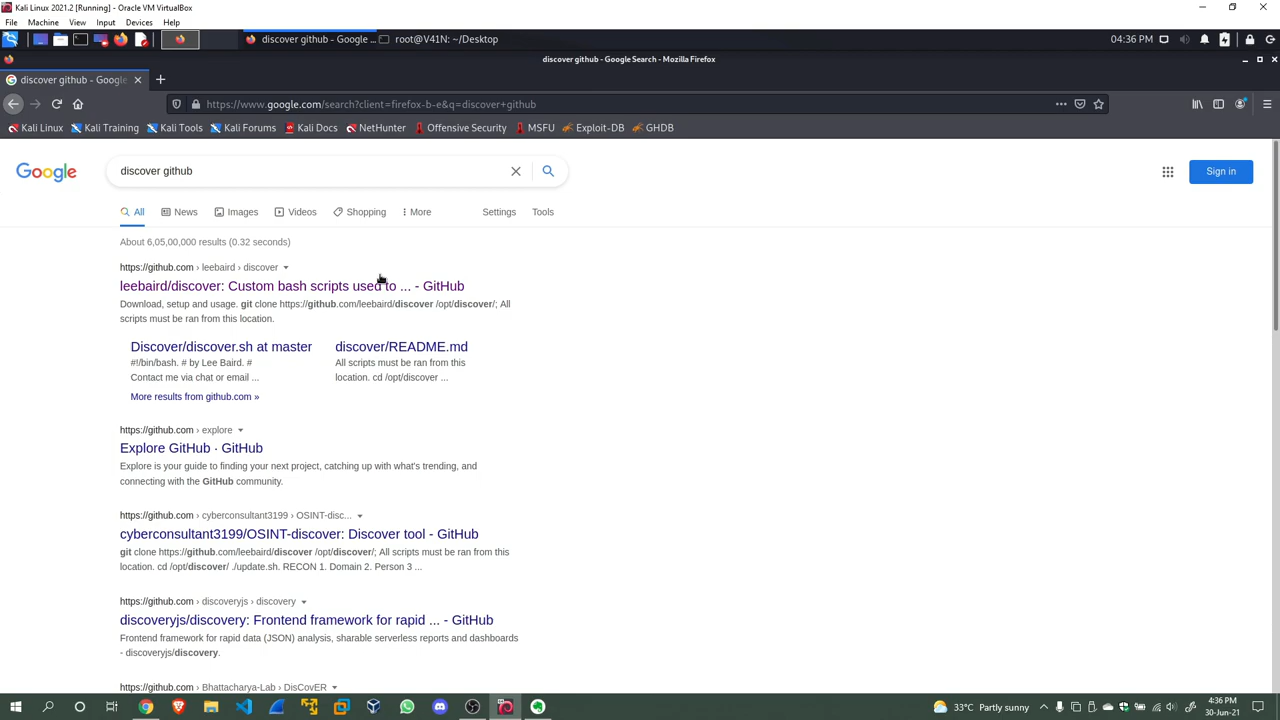 Kali Linux 2021.2 [Running] - Oracle VM VirtualBox
File Machine View Input Devices Help
discover github - Google ... root@V41N: ~/Desktop 04:36 PM
discover github - Google Search - Mozilla Firefox
discover github - Google
https://www.google.com/search?client=firefox-b-e&q=discover+github
Kali Linux Kali Training Kali Tools Kali Forums Kali Docs NetHunter Offensive Security MSFU Exploit-DB GHDB
Google discover github Sign in
All News Images Videos Shopping More Settings Tools
About 6,05,00,000 results (0.32 seconds)
https://github.com › leebaird › discover
leebaird/discover: Custom bash scripts used to ... - GitHub
Download, setup and usage. git clone https://github.com/leebaird/discover /opt/discover/; All
scripts must be ran from this location.
Discover/discover.sh at master
#!/bin/bash. # by Lee Baird. #
Contact me via chat or email ...
discover/README.md
All scripts must be ran from this
location. cd /opt/discover ...
More results from github.com »
https://github.com › explore
Explore GitHub · GitHub
Explore is your guide to finding your next project, catching up with what's trending, and
connecting with the GitHub community.
https://github.com › cyberconsultant3199 › OSINT-disc...
cyberconsultant3199/OSINT-discover: Discover tool - GitHub
git clone https://github.com/leebaird/discover /opt/discover/; All scripts must be ran from this
location. cd /opt/discover/ ./update.sh. RECON 1. Domain 2. Person 3 ...
https://github.com › discoveryjs › discovery
discoveryjs/discovery: Frontend framework for rapid ... - GitHub
Frontend framework for rapid data (JSON) analysis, sharable serverless reports and dashboards
- discoveryjs/discovery.
https://github.com › Bhattacharya-Lab › DisCovER
33°C Partly sunny
4:36 PM
30-Jun-21